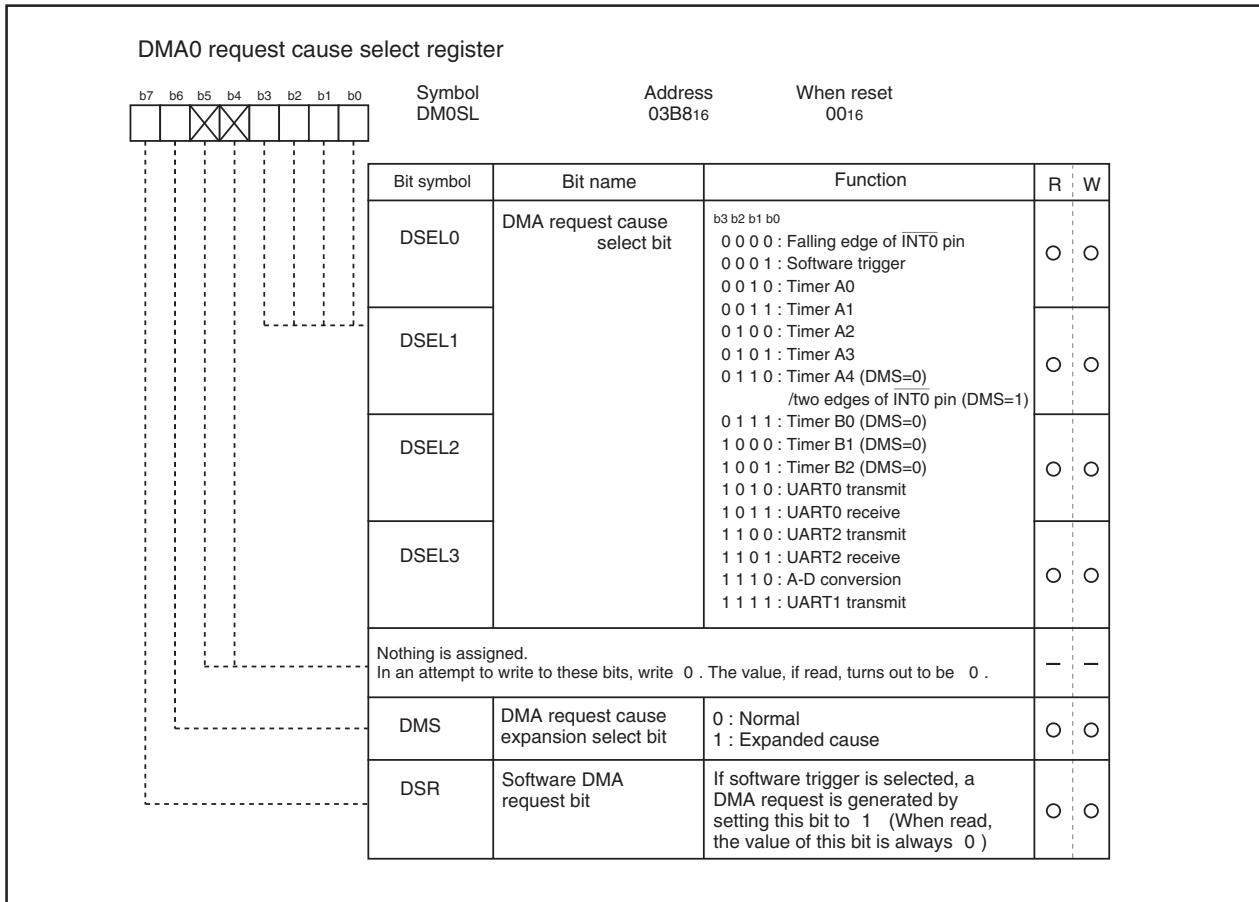 DMA0 request cause select register
b7 b6 b5 b4 b3 b2 b1 b0
Symbol Address When reset
DM0SL 03B816 0016
Bit symbol Bit name Function R W
DSEL0
DSEL1
DSEL2
DSEL3
DMA request cause
select bit
b3 b2 b1 b0
0 0 0 0 : Falling edge of INT0 pin
0 0 0 1 : Software trigger
0 0 1 0 : Timer A0
0 0 1 1 : Timer A1
0 1 0 0 : Timer A2
0 1 0 1 : Timer A3
0 1 1 0 : Timer A4 (DMS=0)
/two edges of INT0 pin (DMS=1)
0 1 1 1 : Timer B0 (DMS=0)
1 0 0 0 : Timer B1 (DMS=0)
1 0 0 1 : Timer B2 (DMS=0)
1 0 1 0 : UART0 transmit
1 0 1 1 : UART0 receive
1 1 0 0 : UART2 transmit
1 1 0 1 : UART2 receive
1 1 1 0 : A-D conversion
1 1 1 1 : UART1 transmit
Nothing is assigned.
In an attempt to write to these bits, write 0 . The value, if read, turns out to be 0 .
DMS
DMA request cause
expansion select bit
0 : Normal
1 : Expanded cause
DSR
Software DMA
request bit
If software trigger is selected, a
DMA request is generated by
setting this bit to 1 (When read,
the value of this bit is always 0 )